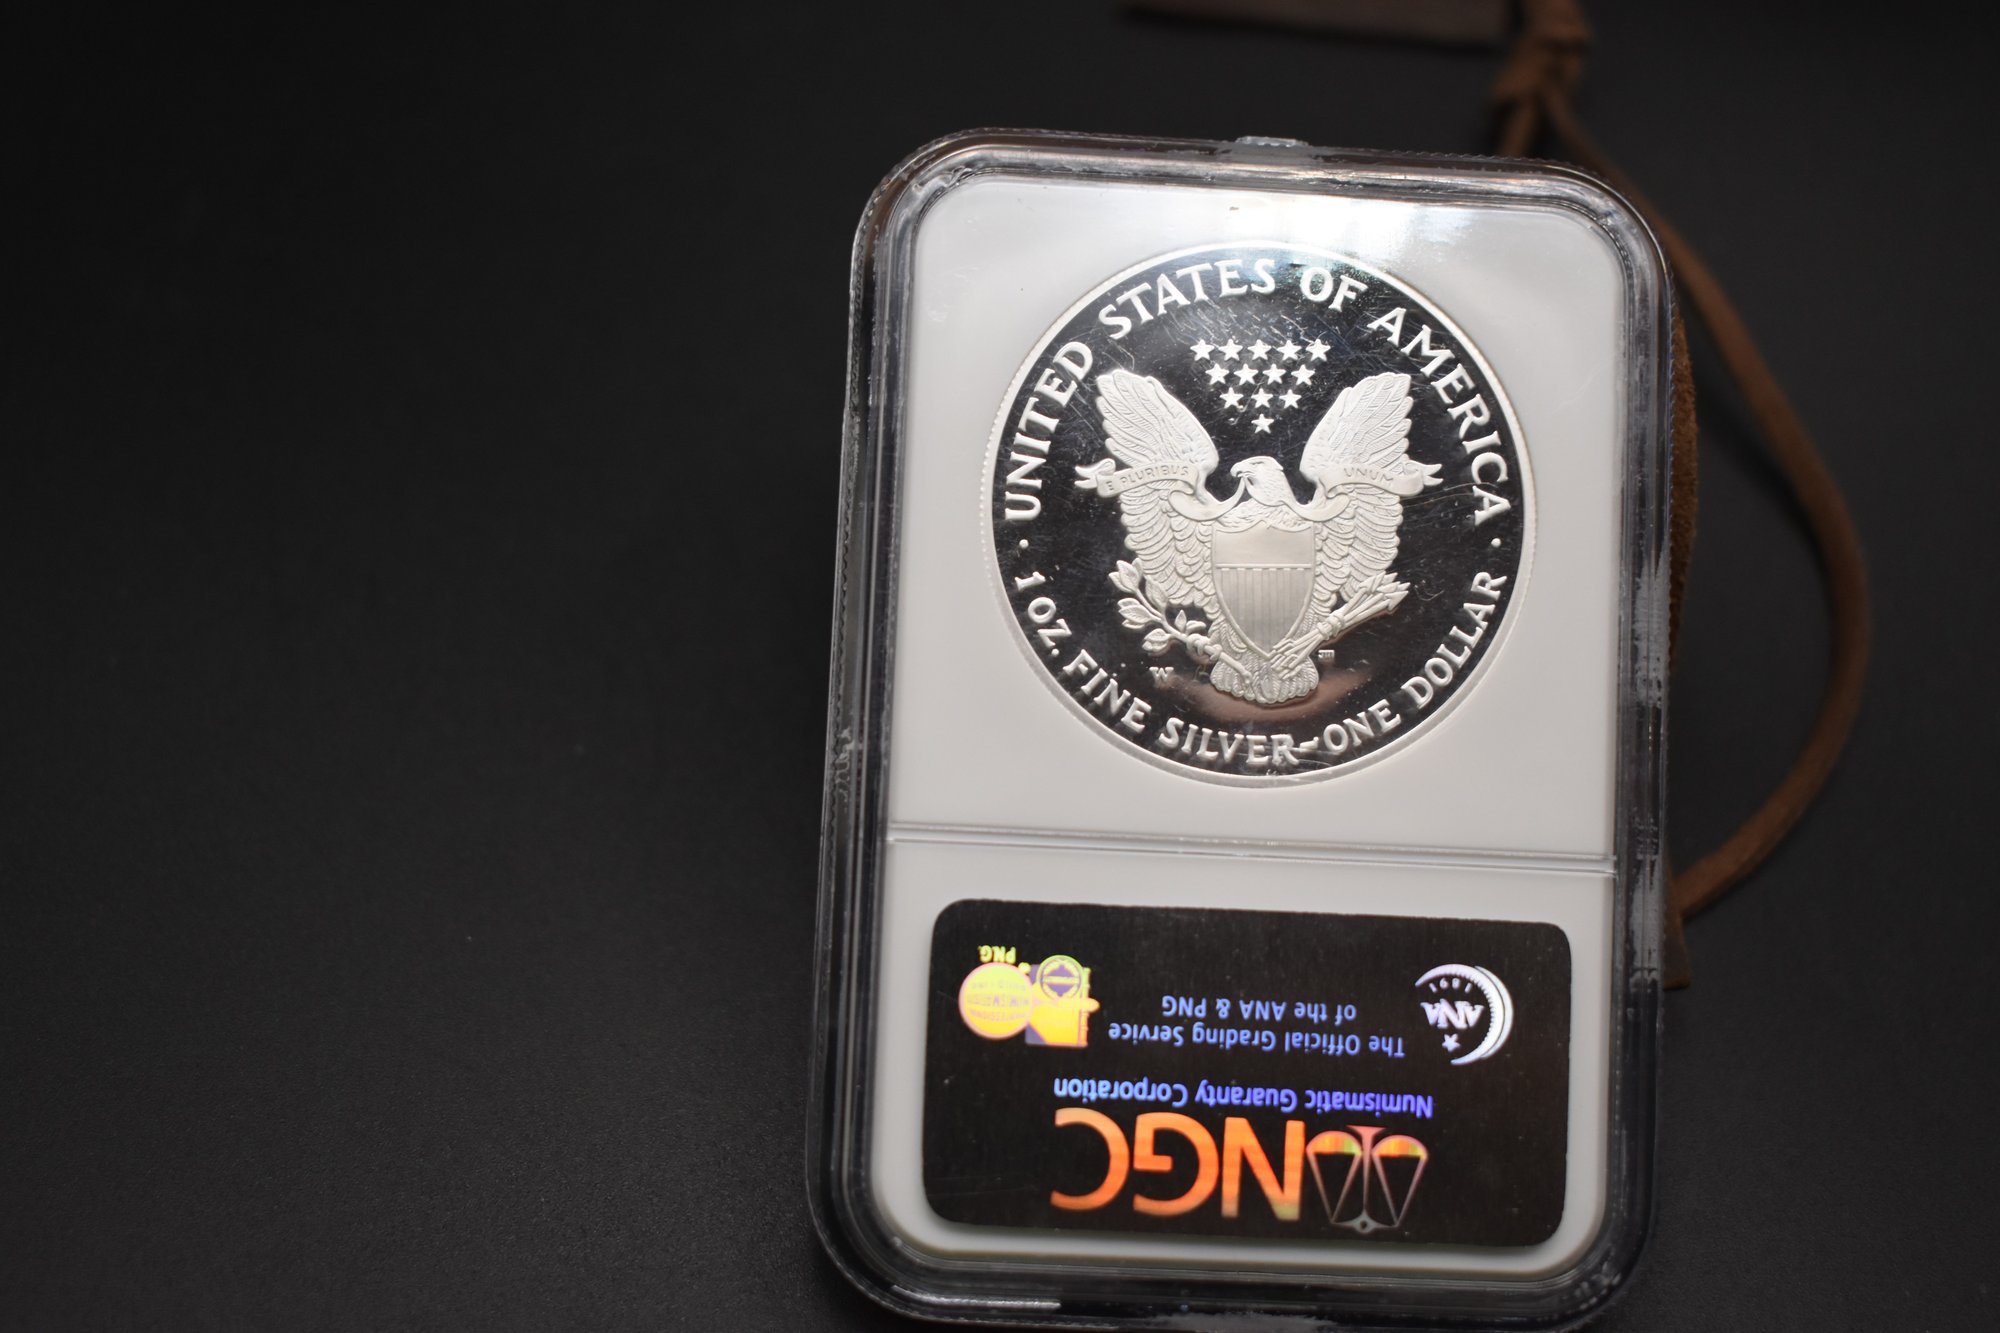 UNITED STATES OF AMERICA
E PLURIBUS UNUM
W
· 1 OZ. FINE SILVER~ONE DOLLAR ·
NGC
Numismatic Guaranty Corporation
The Official Grading Service
of the ANA & PNG
ANA
1891
PNG